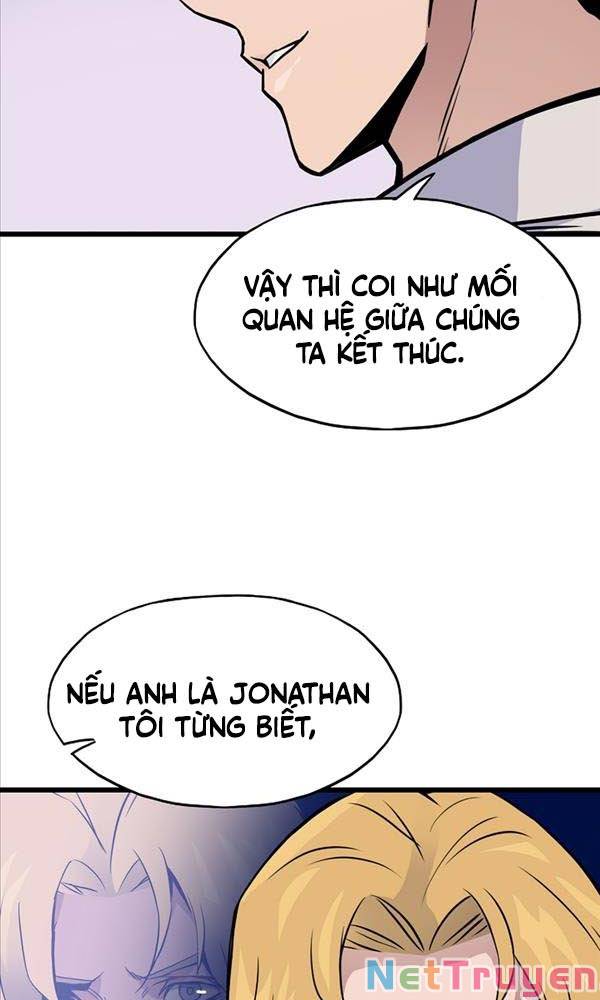 VẬY THÌ COI NHƯ MỐI
QUAN HỆ GIỮA CHÚNG
TA KẾT THÚC.
NẾU ANH LÀ JONATHAN
TÔI TỪNG BIẾT,
NETTRUYEN